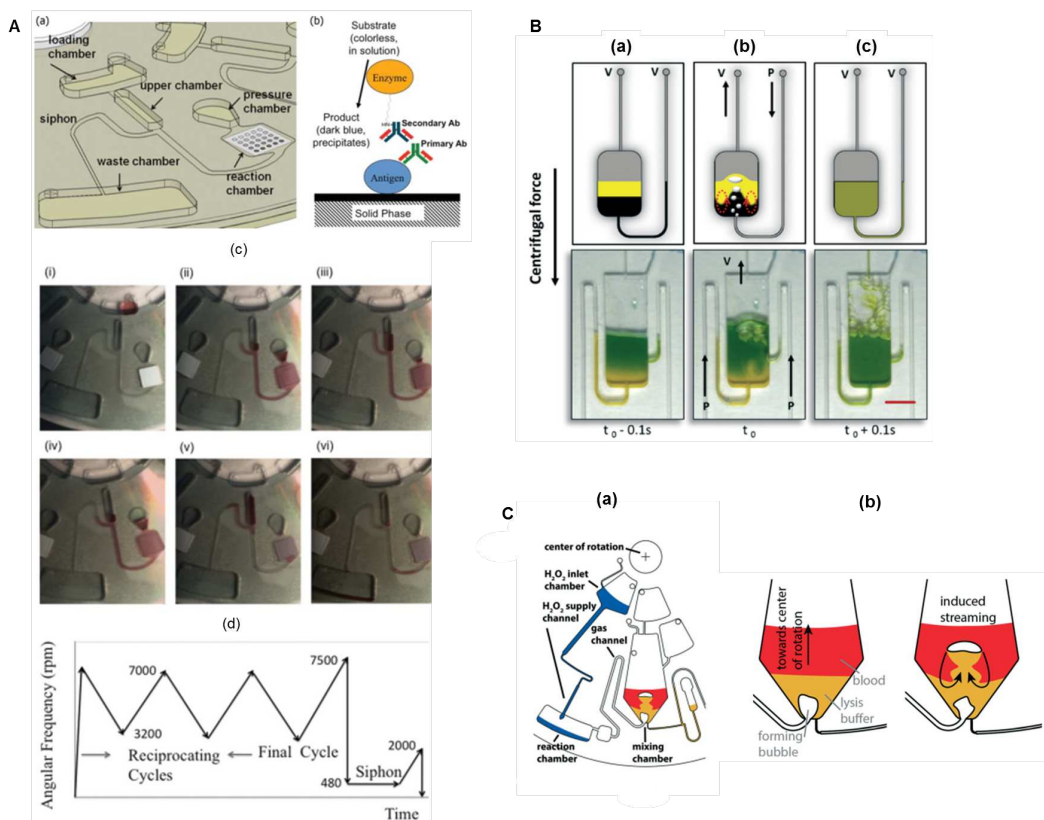 A
(a)
loading
chamber
upper chamber
siphon
pressure
chamber
waste chamber
reaction
chamber
(b)
Substrate
(colorless,
in solution)
Enzyme
Product
(dark blue,
precipitates)
Secondary Ab
Primary Ab
Antigen
Solid Phase
(c)
(i)
(ii)
(iii)
(iv)
(v)
(vi)
(d)
Angular Frequency (rpm)
7000
7500
3200
Reciprocating
Cycles
Final Cycle
2000
Siphon
480
Time
B
(a)
(b)
(c)
V
V
V
P
V
V
Centrifugal force
V
P
P
t₀ - 0.1s
t₀
t₀ + 0.1s
C
(a)
center of rotation
H₂O₂ inlet
chamber
H₂O₂ supply
channel
gas
channel
reaction
chamber
mixing
chamber
(b)
towards center
of rotation
blood
lysis
buffer
forming
bubble
induced
streaming